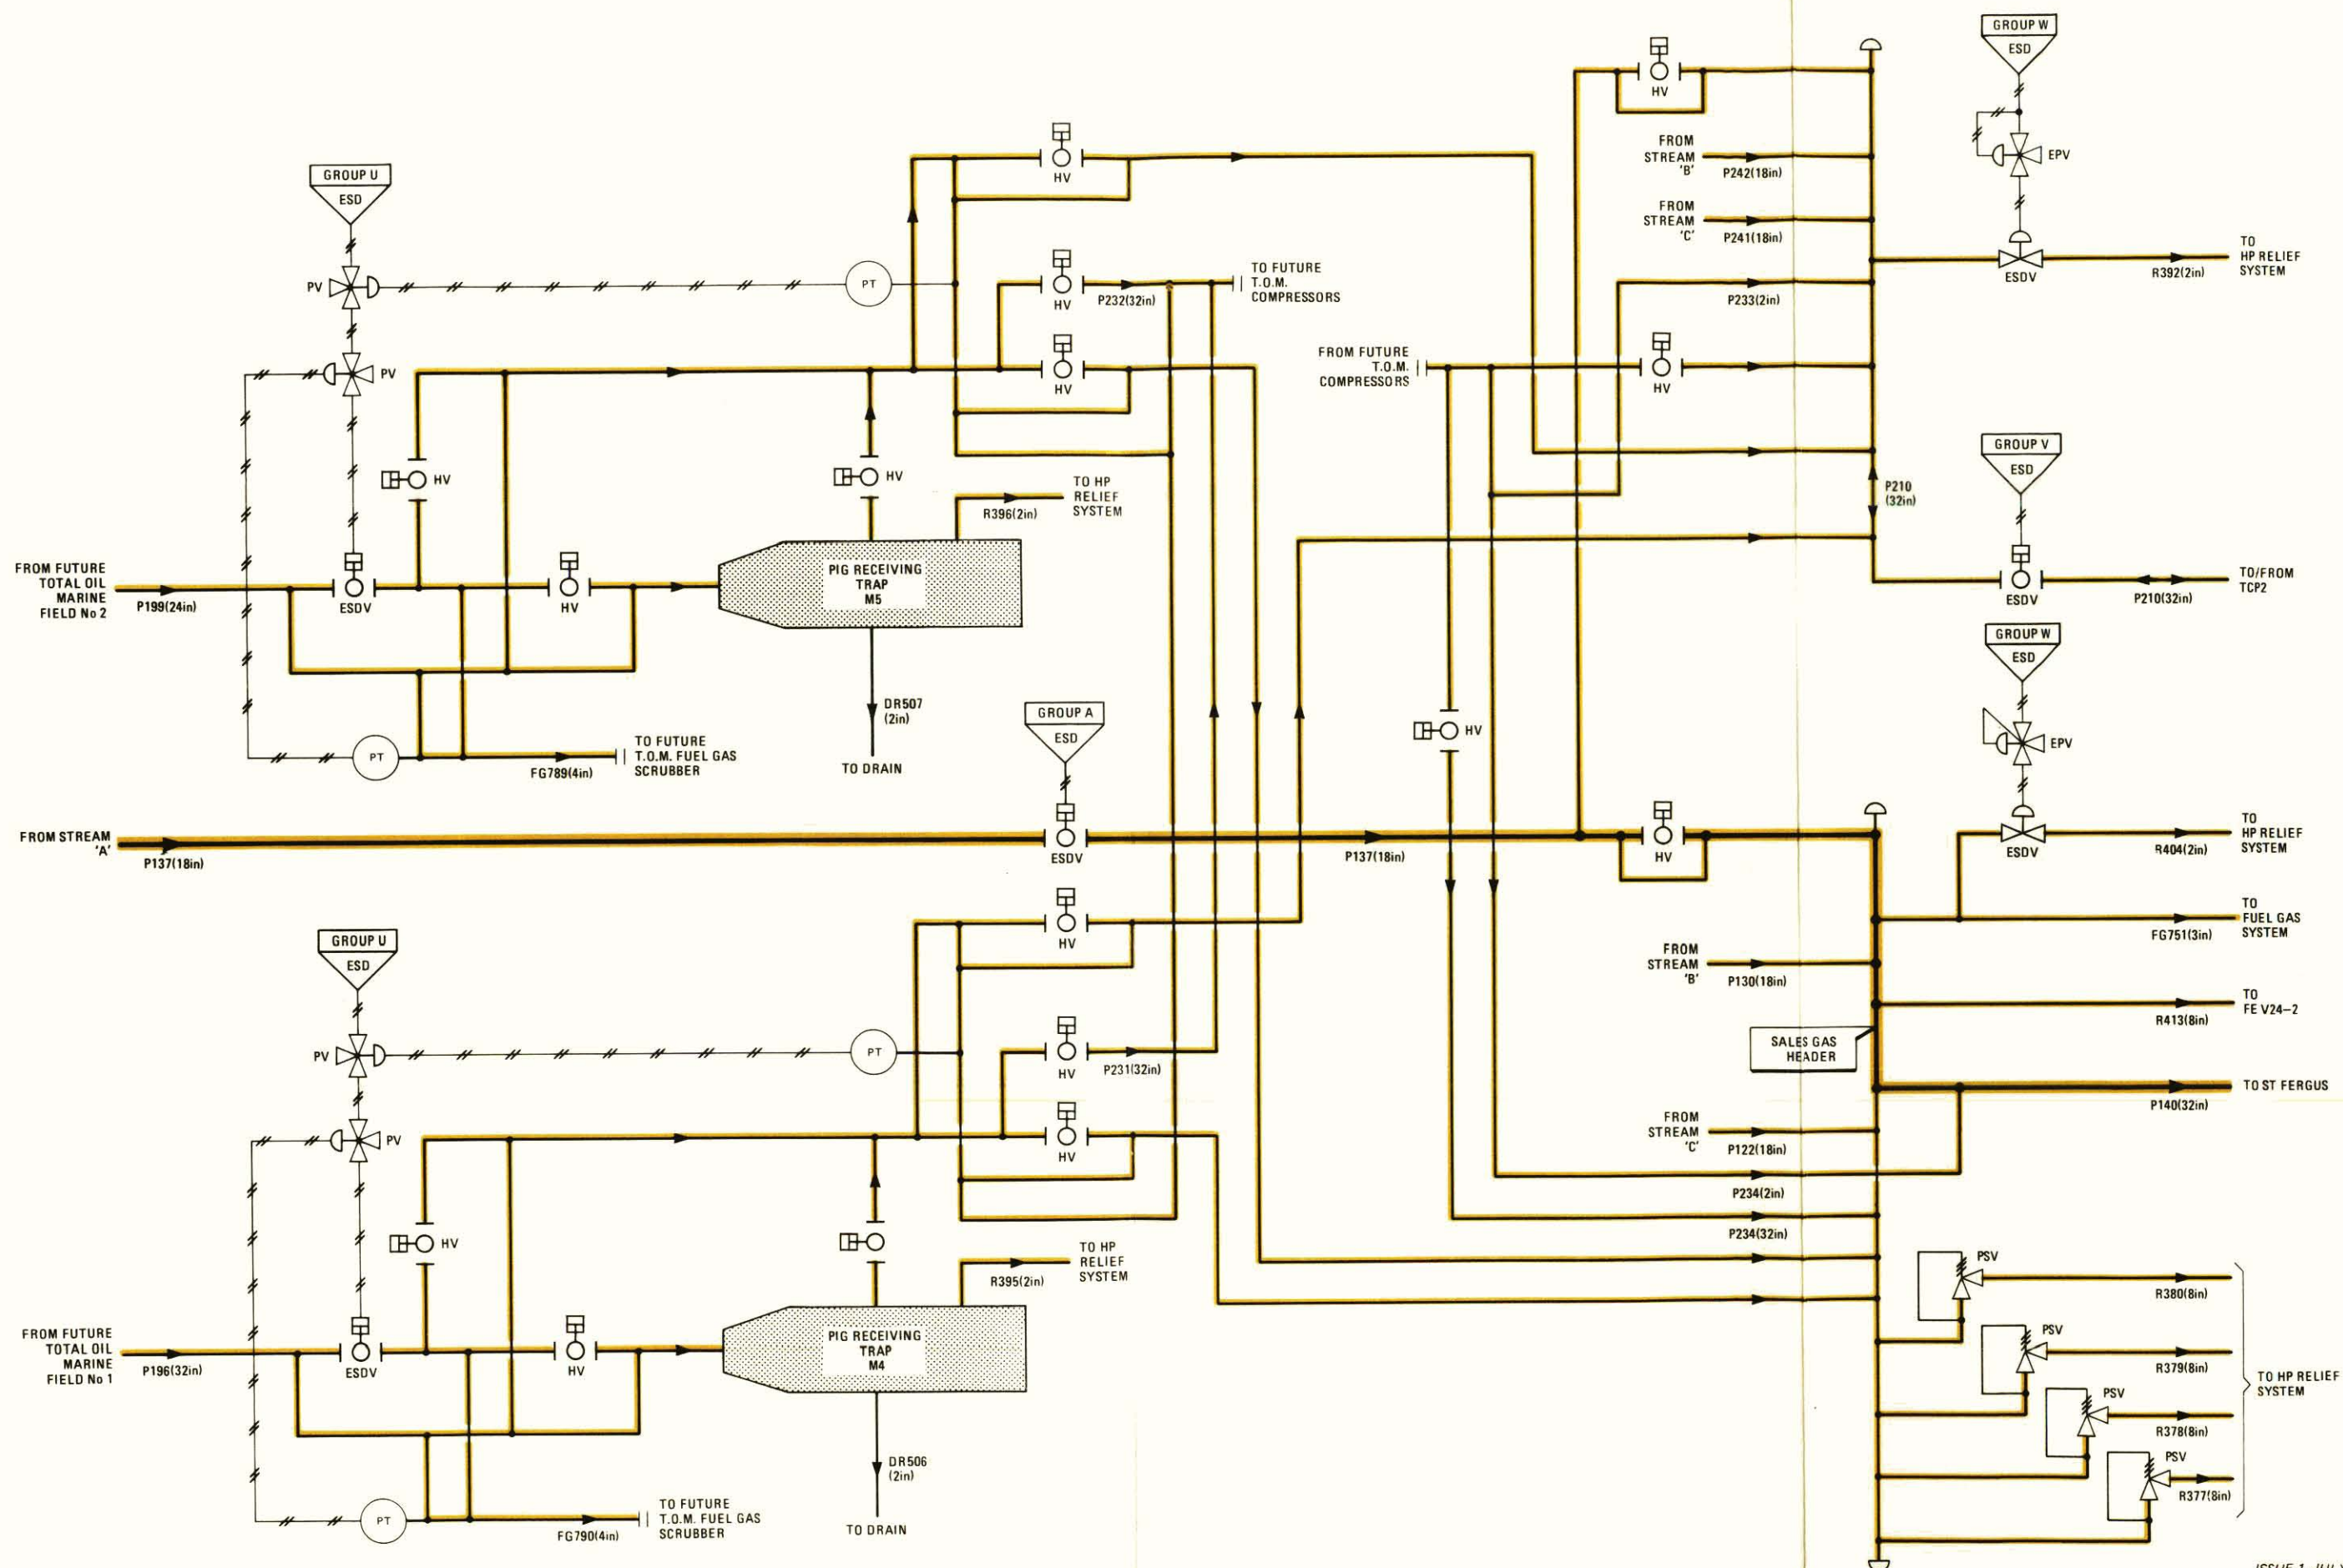 GROUP W
ESD
EPV
ESDV
TO
HP RELIEF
SYSTEM
R392(2in)
HV
FROM
STREAM
'B'
P242(18in)
FROM
STREAM
'C'
P241(18in)
P233(2in)
FROM FUTURE
T.O.M.
COMPRESSORS
HV
P210
(32in)
GROUP V
ESD
ESDV
P210(32in)
TO/FROM
TCP2
GROUP U
ESD
PV
PV
PT
HV
HV
P232(32in)
TO FUTURE
T.O.M.
COMPRESSORS
HV
HV
HV
TO HP
RELIEF
SYSTEM
R396(2in)
FROM FUTURE
TOTAL OIL
MARINE
FIELD No 2
P199(24in)
ESDV
HV
PIG RECEIVING
TRAP
M5
DR507
(2in)
TO DRAIN
PT
FG789(4in)
TO FUTURE
T.O.M. FUEL GAS
SCRUBBER
GROUP A
ESD
ESDV
FROM STREAM
'A'
P137(18in)
P137(18in)
HV
HV
GROUP W
ESD
EPV
ESDV
TO
HP RELIEF
SYSTEM
R404(2in)
TO
FUEL GAS
SYSTEM
FG751(3in)
FROM
STREAM
'B'
P130(18in)
TO
FE V24-2
R413(8in)
SALES GAS
HEADER
TO ST FERGUS
P140(32in)
FROM
STREAM
'C'
P122(18in)
P234(2in)
P234(32in)
GROUP U
ESD
PV
PV
PT
HV
HV
P231(32in)
HV
HV
TO HP
RELIEF
SYSTEM
R395(2in)
FROM FUTURE
TOTAL OIL
MARINE
FIELD No 1
P196(32in)
ESDV
HV
PIG RECEIVING
TRAP
M4
DR506
(2in)
TO DRAIN
PT
FG790(4in)
TO FUTURE
T.O.M. FUEL GAS
SCRUBBER
PSV
R380(8in)
PSV
R379(8in)
PSV
R378(8in)
PSV
R377(8in)
TO HP RELIEF
SYSTEM